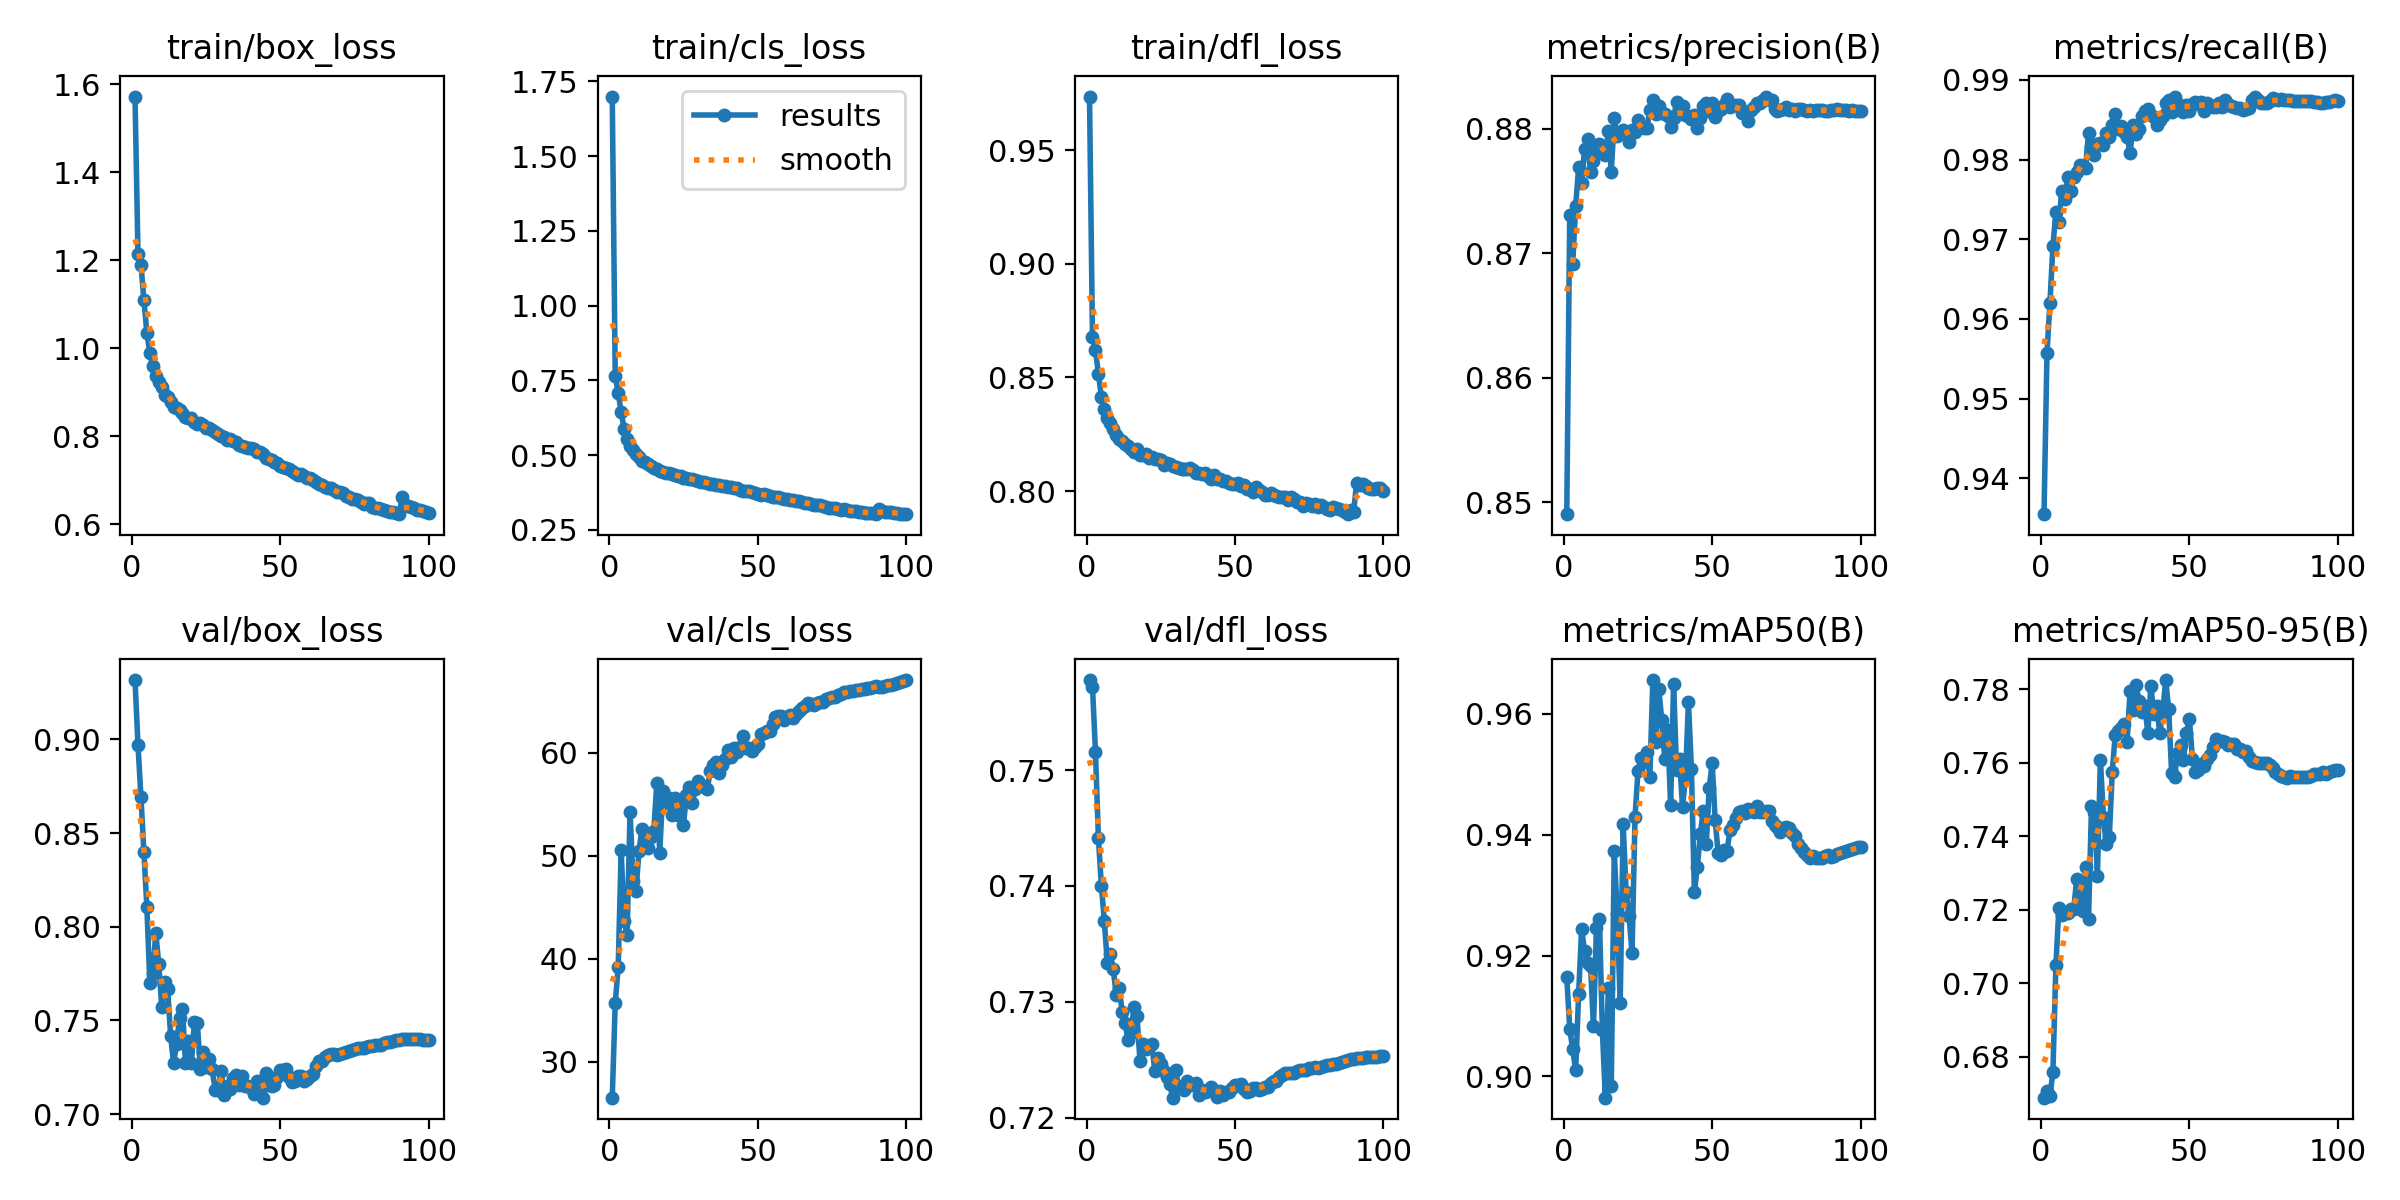 train/box_loss
1.6
1.4
1.2
1.0
0.8
0.6
0 50 100
train/cls_loss
1.75
1.50
1.25
1.00
0.75
0.50
0.25
0 50 100
results
smooth
train/dfl_loss
0.95
0.90
0.85
0.80
0 50 100
metrics/precision(B)
0.88
0.87
0.86
0.85
0 50 100
metrics/recall(B)
0.99
0.98
0.97
0.96
0.95
0.94
0 50 100
val/box_loss
0.90
0.85
0.80
0.75
0.70
0 50 100
val/cls_loss
60
50
40
30
0 50 100
val/dfl_loss
0.75
0.74
0.73
0.72
0 50 100
metrics/mAP50(B)
0.96
0.94
0.92
0.90
0 50 100
metrics/mAP50-95(B)
0.78
0.76
0.74
0.72
0.70
0.68
0 50 100